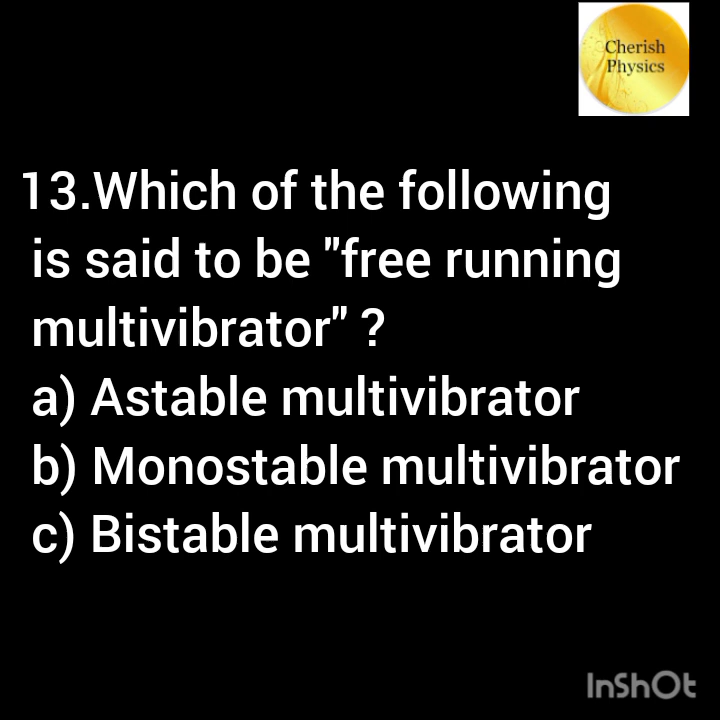 Cherish
Physics
13.Which of the following
is said to be "free running
multivibrator" ?
a) Astable multivibrator
b) Monostable multivibrator
c) Bistable multivibrator
InShOt